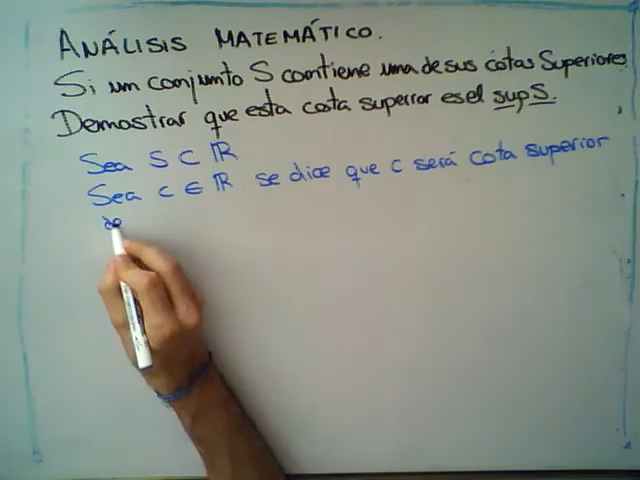 ANÁLISIS MATEMÁTICO.
Si un conjunto S contiene una de sus cotas Superiores
Demostrar que esta cota superior es el sup S.
Sea S ⊂ ℝ
Sea c ∈ ℝ se dice que c será cota superior
de